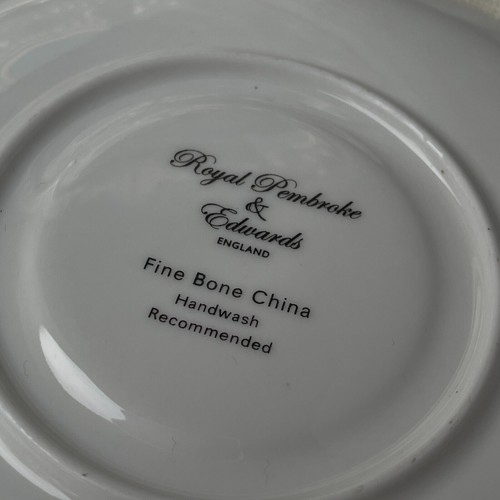 Royal Pembroke
&
Edwards
ENGLAND
Fine Bone China
Handwash
Recommended